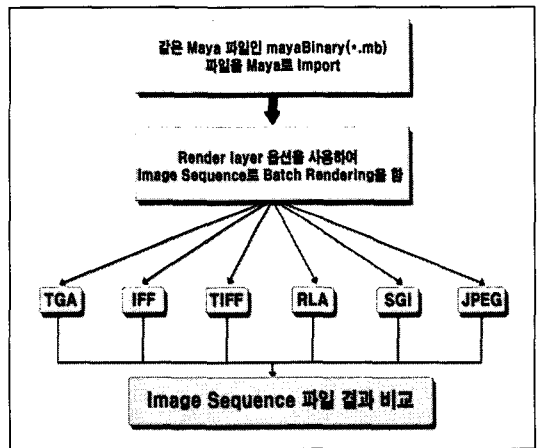 같은 Maya 파일인 mayaBinary(*.mb)
파일을 Maya로 Import
Render layer 옵션을 사용하여
Image Sequence로 Batch Rendering을 함
TGA IFF TIFF RLA SGI JPEG
Image Sequence 파일 결과 비교